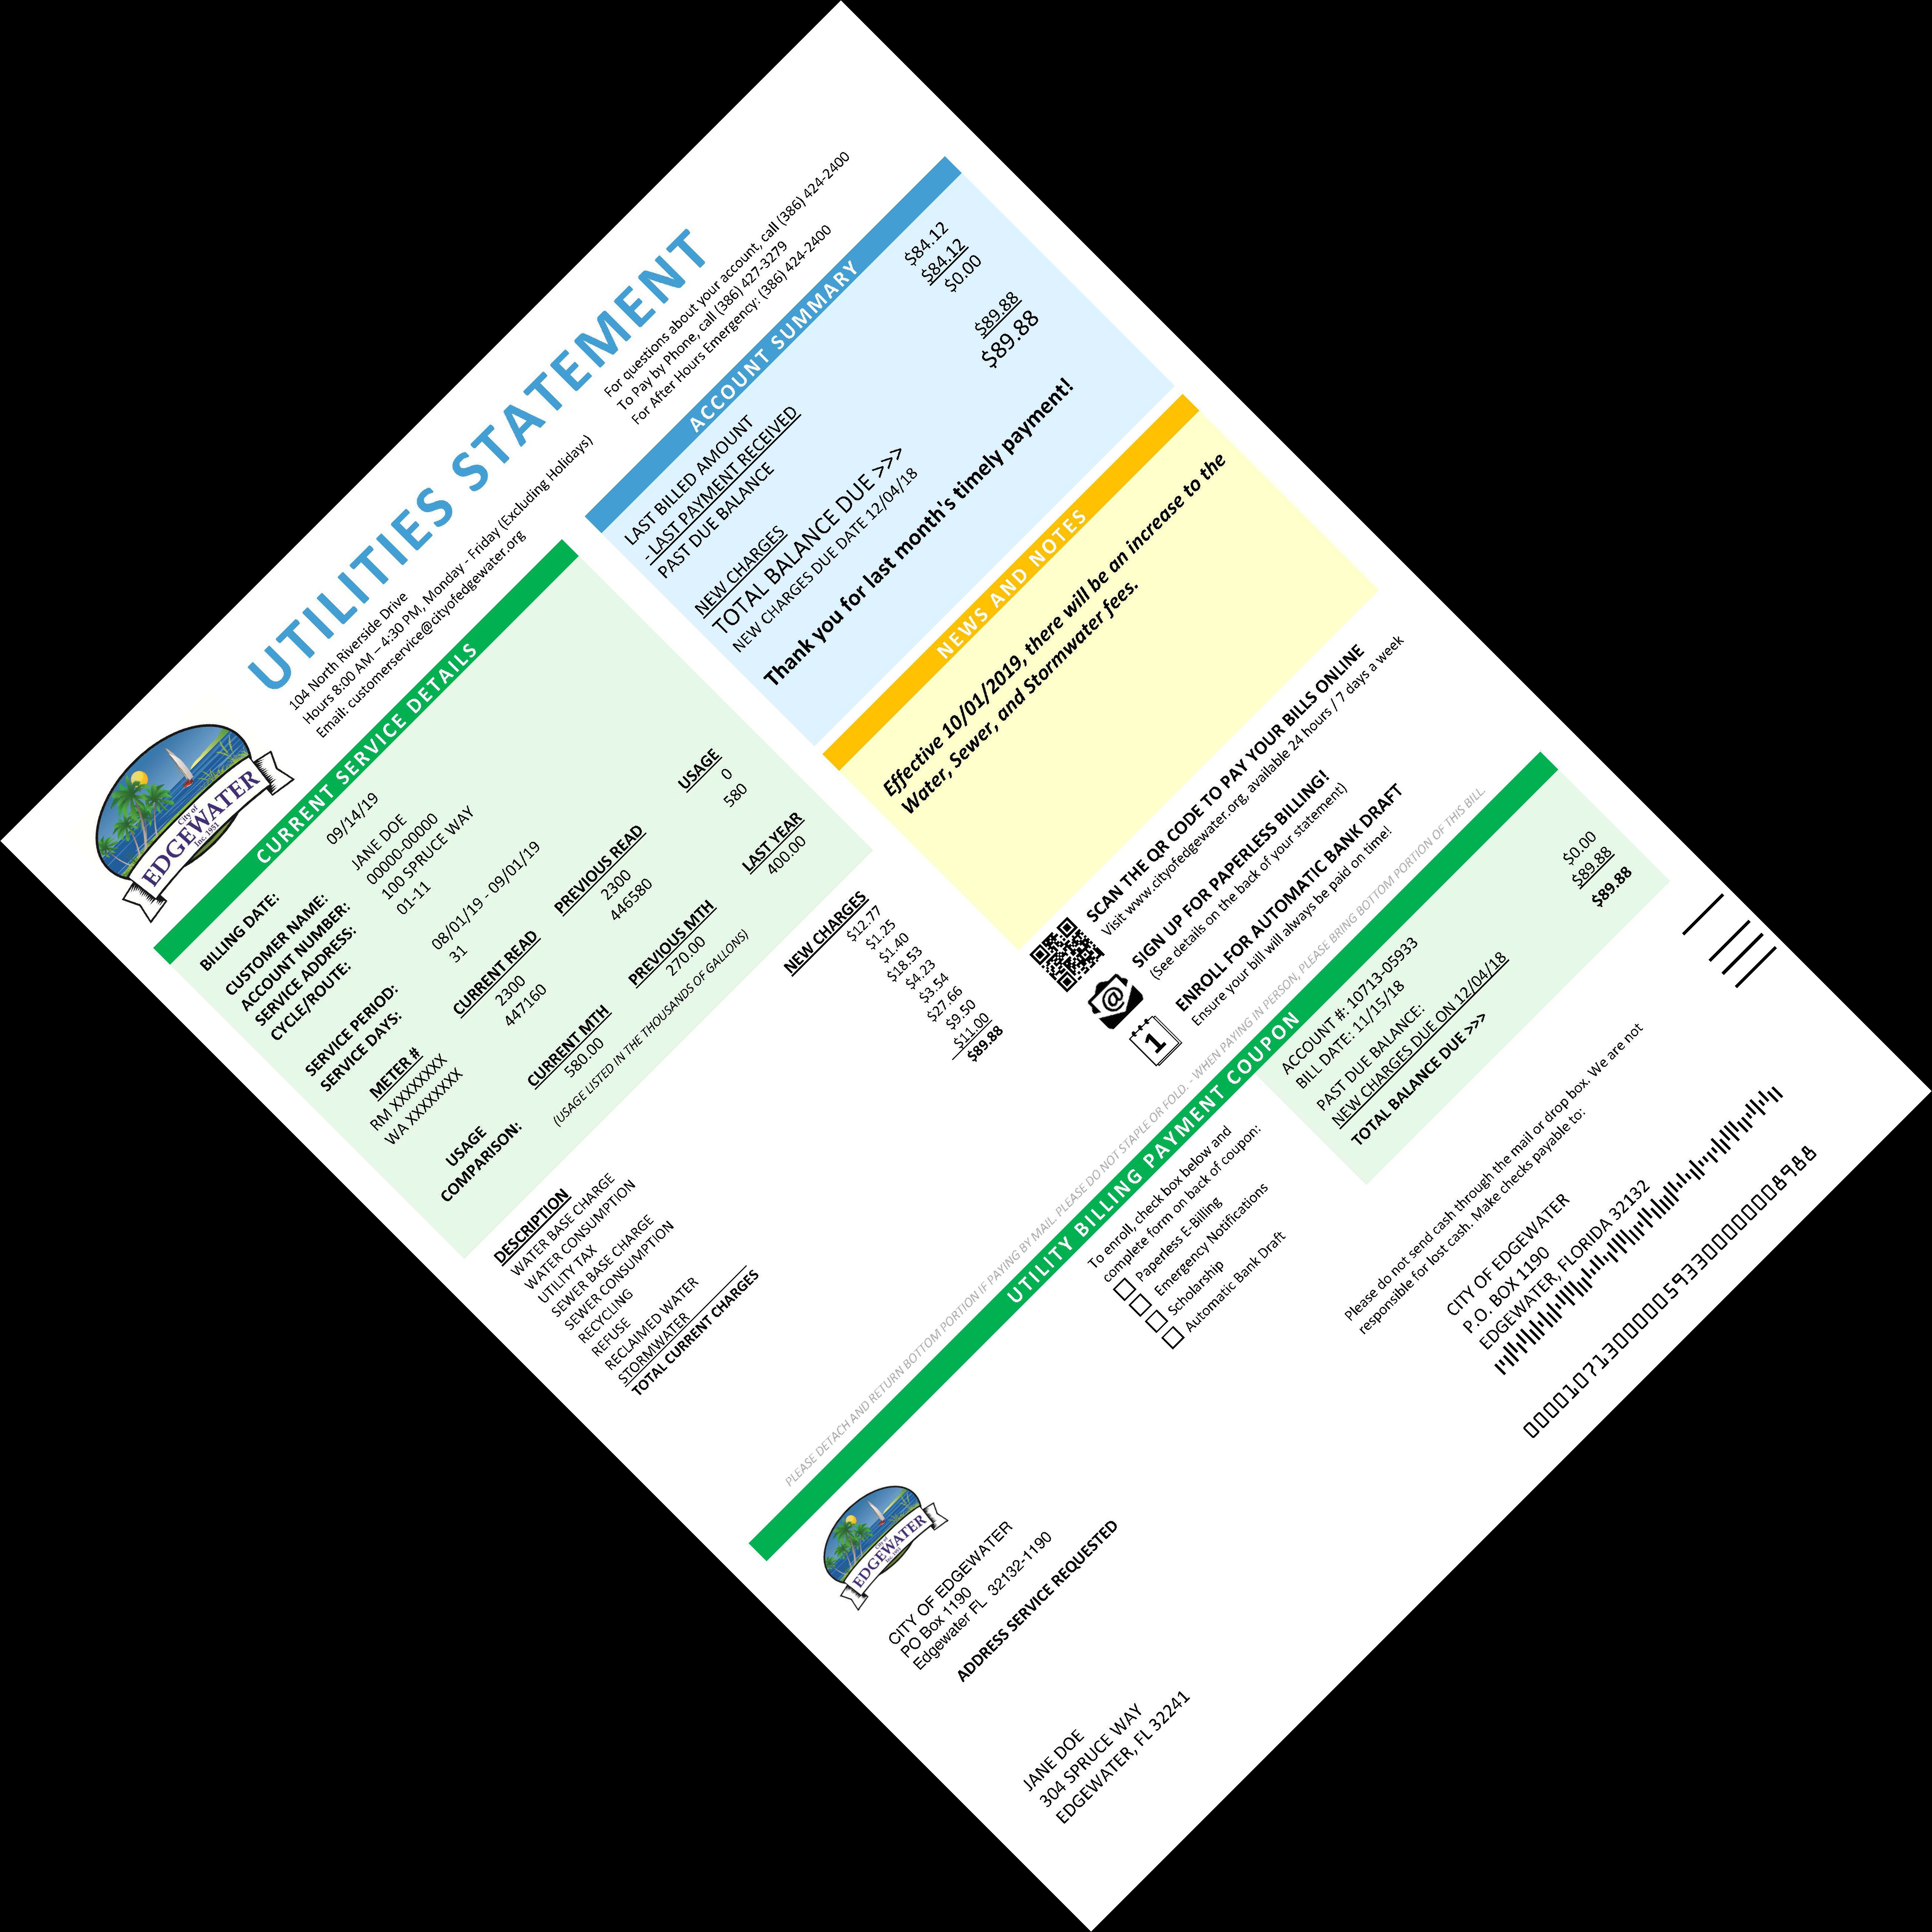 UTILITIES STATEMENT
City of
EDGEWATER
Inc. 1951
104 North Riverside Drive
Hours 8:00 AM – 4:30 PM, Monday - Friday (Excluding Holidays)
Email: customerservice@cityofedgewater.org
For questions about your account, call (386) 424-2400
To Pay by Phone, call (386) 427-3279
For After Hours Emergency: (386) 424-2400
CURRENT SERVICE DETAILS
BILLING DATE: 09/14/19
CUSTOMER NAME: JANE DOE
ACCOUNT NUMBER: 00000-00000
SERVICE ADDRESS: 100 SPRUCE WAY
CYCLE/ROUTE: 01-11
SERVICE PERIOD: 08/01/19 - 09/01/19
SERVICE DAYS: 31
METER # CURRENT READ PREVIOUS READ USAGE
RM XXXXXXXX 2300 2300 0
WA XXXXXXXX 447160 446580 580
USAGE CURRENT MTH PREVIOUS MTH LAST YEAR
COMPARISON: 580.00 270.00 400.00
(USAGE LISTED IN THE THOUSANDS OF GALLONS)
DESCRIPTION NEW CHARGES
WATER BASE CHARGE $12.77
WATER CONSUMPTION $1.25
UTILITY TAX $1.40
SEWER BASE CHARGE $18.53
SEWER CONSUMPTION $4.23
RECYCLING $3.54
REFUSE $27.66
RECLAIMED WATER $9.50
STORMWATER $11.00
TOTAL CURRENT CHARGES $89.88
ACCOUNT SUMMARY
LAST BILLED AMOUNT $84.12
- LAST PAYMENT RECEIVED $84.12
PAST DUE BALANCE $0.00
NEW CHARGES $89.88
TOTAL BALANCE DUE >>> $89.88
NEW CHARGES DUE DATE 12/04/18
Thank you for last month's timely payment!
NEWS AND NOTES
Effective 10/01/2019, there will be an increase to the
Water, Sewer, and Stormwater fees.
SCAN THE QR CODE TO PAY YOUR BILLS ONLINE
Visit www.cityofedgewater.org, available 24 hours / 7 days a week
@
SIGN UP FOR PAPERLESS BILLING!
(See details on the back of your statement)
1
ENROLL FOR AUTOMATIC BANK DRAFT
Ensure your bill will always be paid on time!
PLEASE DETACH AND RETURN BOTTOM PORTION IF PAYING BY MAIL. PLEASE DO NOT STAPLE OR FOLD. - WHEN PAYING IN PERSON, PLEASE BRING BOTTOM PORTION OF THIS BILL.
UTILITY BILLING PAYMENT COUPON
City of
EDGEWATER
Inc. 1951
CITY OF EDGEWATER
PO Box 1190
Edgewater FL 32132-1190
ADDRESS SERVICE REQUESTED
JANE DOE
304 SPRUCE WAY
EDGEWATER, FL 32241
To enroll, check box below and
complete form on back of coupon:
Paperless E-Billing
Emergency Notifications
Scholarship
Automatic Bank Draft
ACCOUNT #: 10713-05933
BILL DATE: 11/15/18
PAST DUE BALANCE: $0.00
NEW CHARGES DUE ON 12/04/18 $89.88
TOTAL BALANCE DUE >>> $89.88
Please do not send cash through the mail or drop box. We are not
responsible for lost cash. Make checks payable to:
CITY OF EDGEWATER
P.O. BOX 1190
EDGEWATER, FLORIDA 32132
00001071300000593300000008988